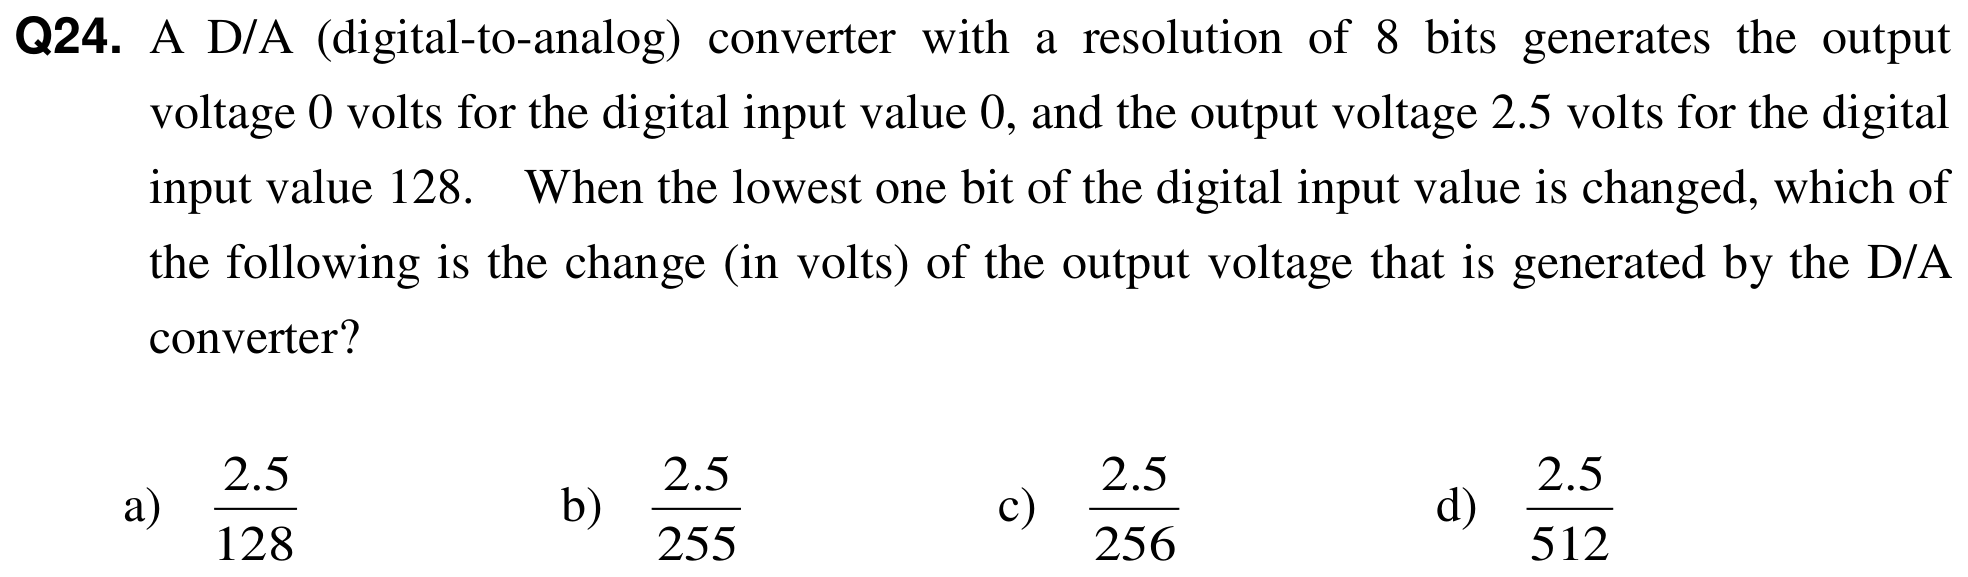 Q24. A D/A (digital-to-analog) converter with a resolution of 8 bits generates the output
voltage 0 volts for the digital input value 0, and the output voltage 2.5 volts for the digital
input value 128. When the lowest one bit of the digital input value is changed, which of
the following is the change (in volts) of the output voltage that is generated by the D/A
converter?
a) 2.5/128 b) 2.5/255 c) 2.5/256 d) 2.5/512